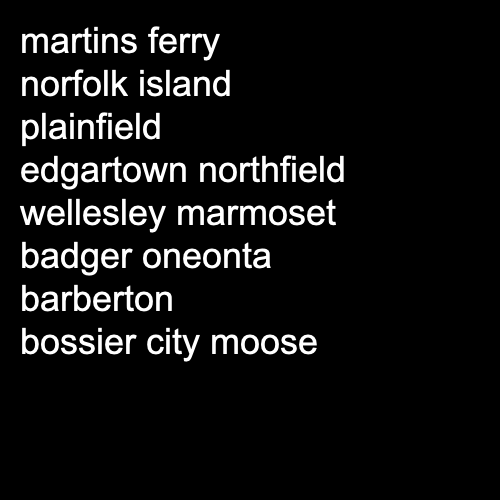 martins ferry
norfolk island
plainfield
edgartown northfield
wellesley marmoset
badger oneonta
barberton
bossier city moose